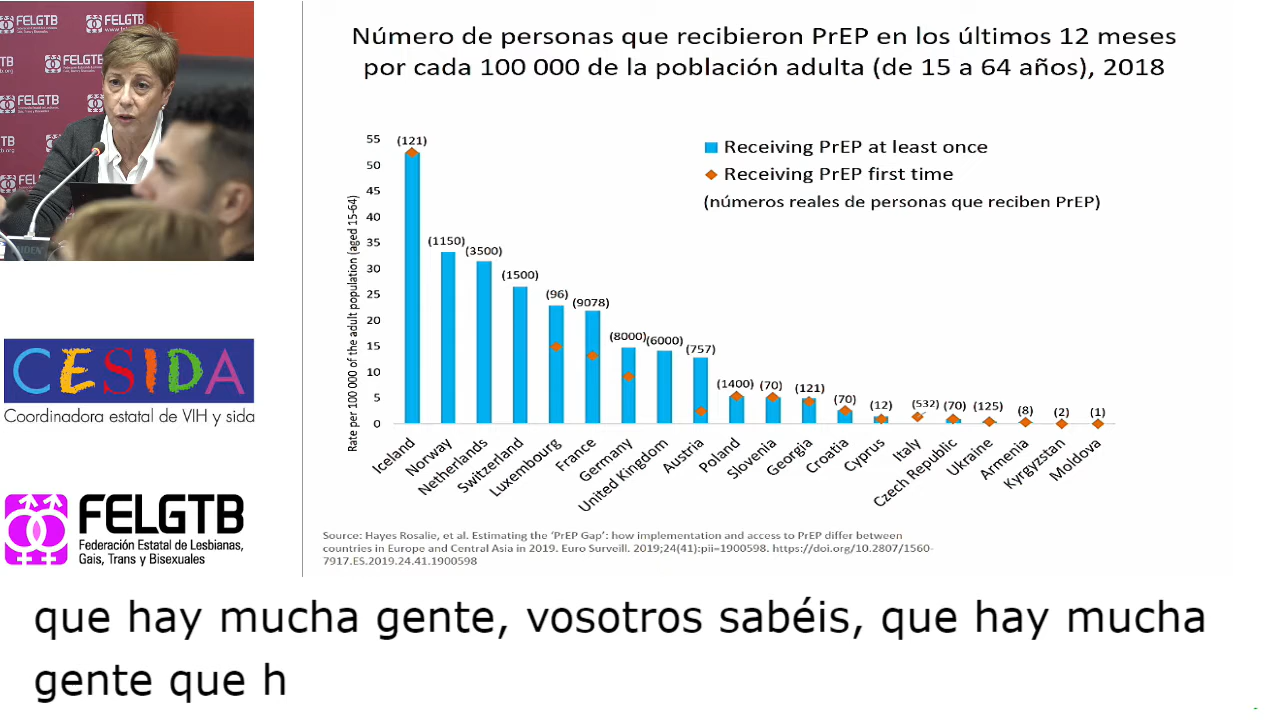 FELGTB
FELGTB
FELGTB
Número de personas que recibieron PrEP en los últimos 12 meses
por cada 100 000 de la población adulta (de 15 a 64 años), 2018
Rate per 100 000 of the adult population (aged 15-64)
55
50
45
40
35
30
25
20
15
10
5
0
(121)
(1150)
(3500)
(1500)
(96)
(9078)
(8000)
(6000)
(757)
(1400)
(70)
(121)
(70)
(12)
(532)
(70)
(125)
(8)
(2)
(1)
Receiving PrEP at least once
Receiving PrEP first time
(números reales de personas que reciben PrEP)
Iceland
Norway
Netherlands
Switzerland
Luxembourg
France
Germany
United Kingdom
Austria
Poland
Slovenia
Georgia
Croatia
Cyprus
Italy
Czech Republic
Ukraine
Armenia
Kyrgyzstan
Moldova
Source: Hayes Rosalie, et al. Estimating the ‘PrEP Gap’: how implementation and access to PrEP differ between
countries in Europe and Central Asia in 2019. Euro Surveill. 2019;24(41):pii=1900598. https://doi.org/10.2807/1560-
7917.ES.2019.24.41.1900598
CESIDA
Coordinadora estatal de VIH y sida
FELGTB
Federación Estatal de Lesbianas,
Gais, Trans y Bisexuales
que hay mucha gente, vosotros sabéis, que hay mucha
gente que h